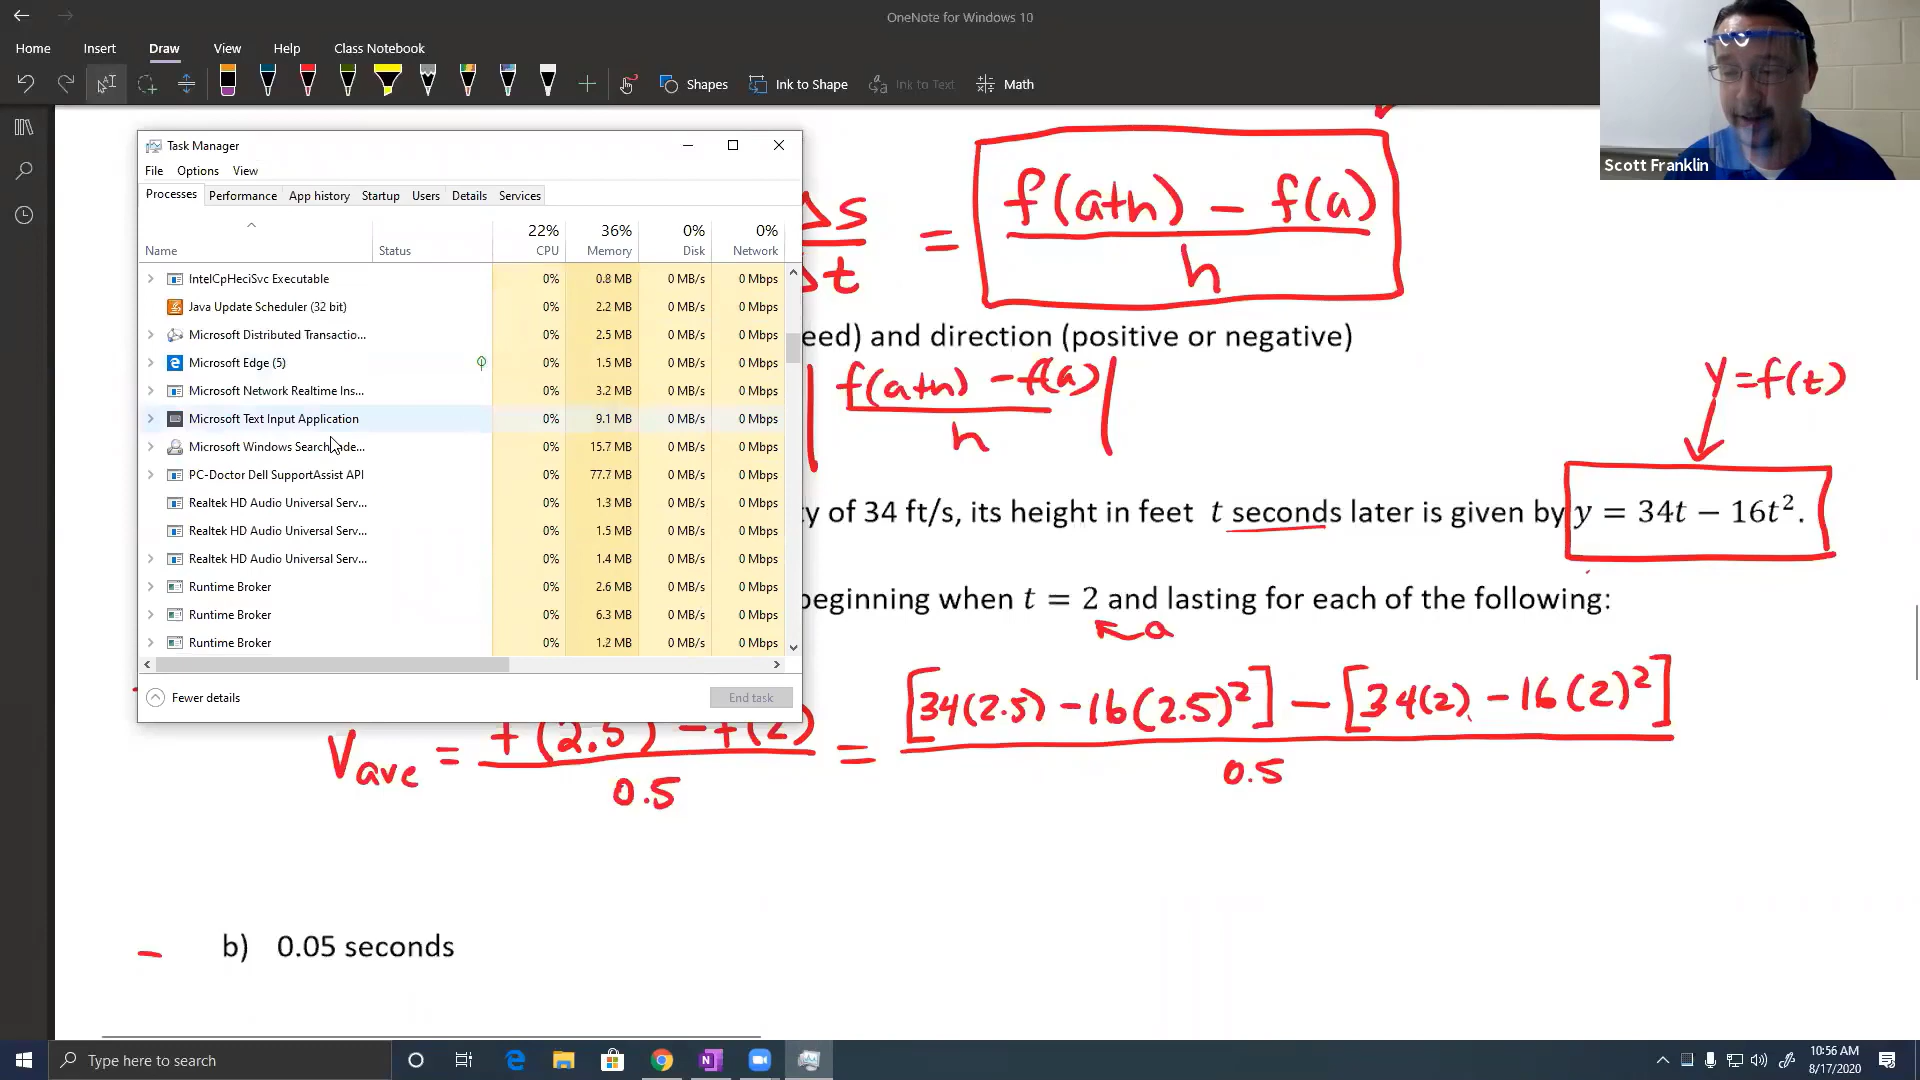 OneNote for Windows 10
Home Insert Draw View Help Class Notebook
Shapes Ink to Shape Ink to Text Math
Scott Franklin
Task Manager
File Options View
Processes Performance App history Startup Users Details Services
22% 36% 0% 0%
Name Status CPU Memory Disk Network
IntelCpHeciSvc Executable 0% 0.8 MB 0 MB/s 0 Mbps
Java Update Scheduler (32 bit) 0% 2.2 MB 0 MB/s 0 Mbps
Microsoft Distributed Transactio... 0% 2.5 MB 0 MB/s 0 Mbps
Microsoft Edge (5) 0% 1.5 MB 0 MB/s 0 Mbps
Microsoft Network Realtime Ins... 0% 3.2 MB 0 MB/s 0 Mbps
Microsoft Text Input Application 0% 9.1 MB 0 MB/s 0 Mbps
Microsoft Windows Search Inde... 0% 15.7 MB 0 MB/s 0 Mbps
PC-Doctor Dell SupportAssist API 0% 77.7 MB 0 MB/s 0 Mbps
Realtek HD Audio Universal Serv... 0% 1.3 MB 0 MB/s 0 Mbps
Realtek HD Audio Universal Serv... 0% 1.5 MB 0 MB/s 0 Mbps
Realtek HD Audio Universal Serv... 0% 1.4 MB 0 MB/s 0 Mbps
Runtime Broker 0% 2.6 MB 0 MB/s 0 Mbps
Runtime Broker 0% 6.3 MB 0 MB/s 0 Mbps
Runtime Broker 0% 1.2 MB 0 MB/s 0 Mbps
Fewer details End task
Δs
Δt
= f(a+h) - f(a)
h
eed) and direction (positive or negative)
| f(a+h) - f(a) |
h
y = f(t)
y of 34 ft/s, its height in feet t seconds later is given by y = 34t − 16t².
beginning when t = 2 and lasting for each of the following:
a
Vave = f(2.5) - f(2) = [34(2.5) - 16(2.5)²] - [34(2) - 16(2)²]
0.5 0.5
b) 0.05 seconds
Type here to search
10:56 AM
8/17/2020